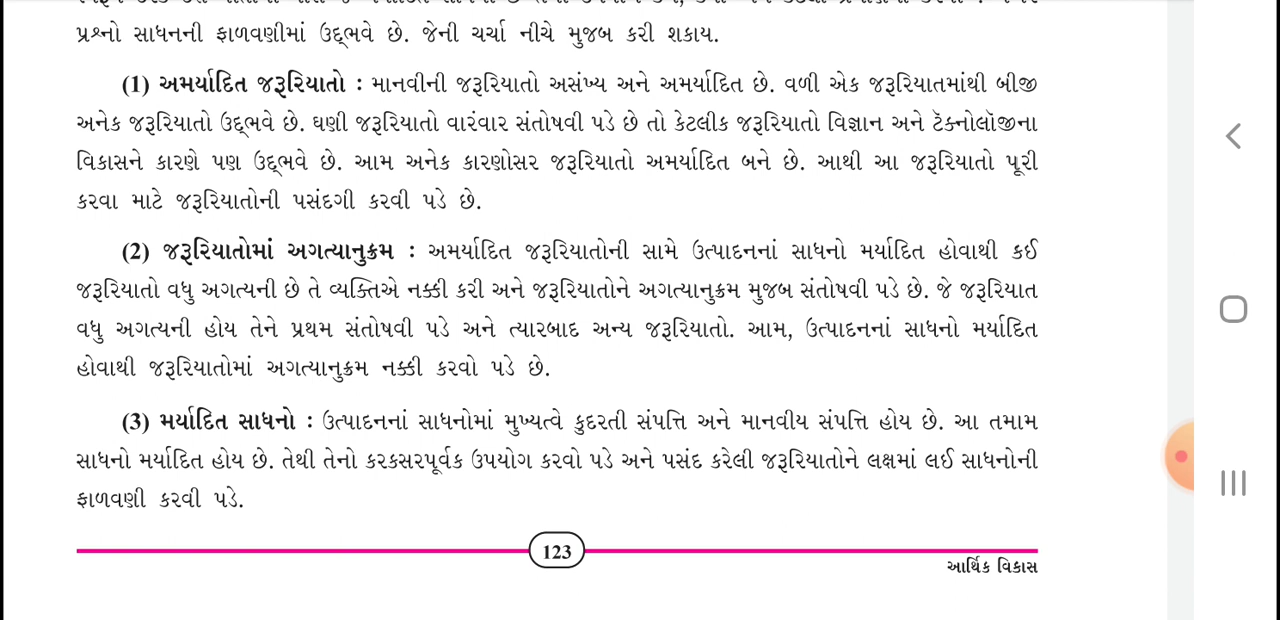 પ્રશ્નો સાધનની ફાળવણીમાં ઉદ્ભવે છે. જેની ચર્ચા નીચે મુજબ કરી શકાય.
(1) અમર્યાદિત જરૂરિયાતો : માનવીની જરૂરિયાતો અસંખ્ય અને અમર્યાદિત છે. વળી એક જરૂરિયાતમાંથી બીજી
અનેક જરૂરિયાતો ઉદ્ભવે છે. ઘણી જરૂરિયાતો વારંવાર સંતોષવી પડે છે તો કેટલીક જરૂરિયાતો વિજ્ઞાન અને ટૅક્નોલૉજીના
વિકાસને કારણે પણ ઉદ્ભવે છે. આમ અનેક કારણોસર જરૂરિયાતો અમર્યાદિત બને છે. આથી આ જરૂરિયાતો પૂરી
કરવા માટે જરૂરિયાતોની પસંદગી કરવી પડે છે.
(2) જરૂરિયાતોમાં અગત્યાનુક્રમ : અમર્યાદિત જરૂરિયાતોની સામે ઉત્પાદનનાં સાધનો મર્યાદિત હોવાથી કઈ
જરૂરિયાતો વધુ અગત્યની છે તે વ્યક્તિએ નક્કી કરી અને જરૂરિયાતોને અગત્યાનુક્રમ મુજબ સંતોષવી પડે છે. જે જરૂરિયાત
વધુ અગત્યની હોય તેને પ્રથમ સંતોષવી પડે અને ત્યારબાદ અન્ય જરૂરિયાતો. આમ, ઉત્પાદનનાં સાધનો મર્યાદિત
હોવાથી જરૂરિયાતોમાં અગત્યાનુક્રમ નક્કી કરવો પડે છે.
(3) મર્યાદિત સાધનો : ઉત્પાદનનાં સાધનોમાં મુખ્યત્વે કુદરતી સંપત્તિ અને માનવીય સંપત્તિ હોય છે. આ તમામ
સાધનો મર્યાદિત હોય છે. તેથી તેનો કરકસરપૂર્વક ઉપયોગ કરવો પડે અને પસંદ કરેલી જરૂરિયાતોને લક્ષમાં લઈ સાધનોની
ફાળવણી કરવી પડે.
123
આર્થિક વિકાસ